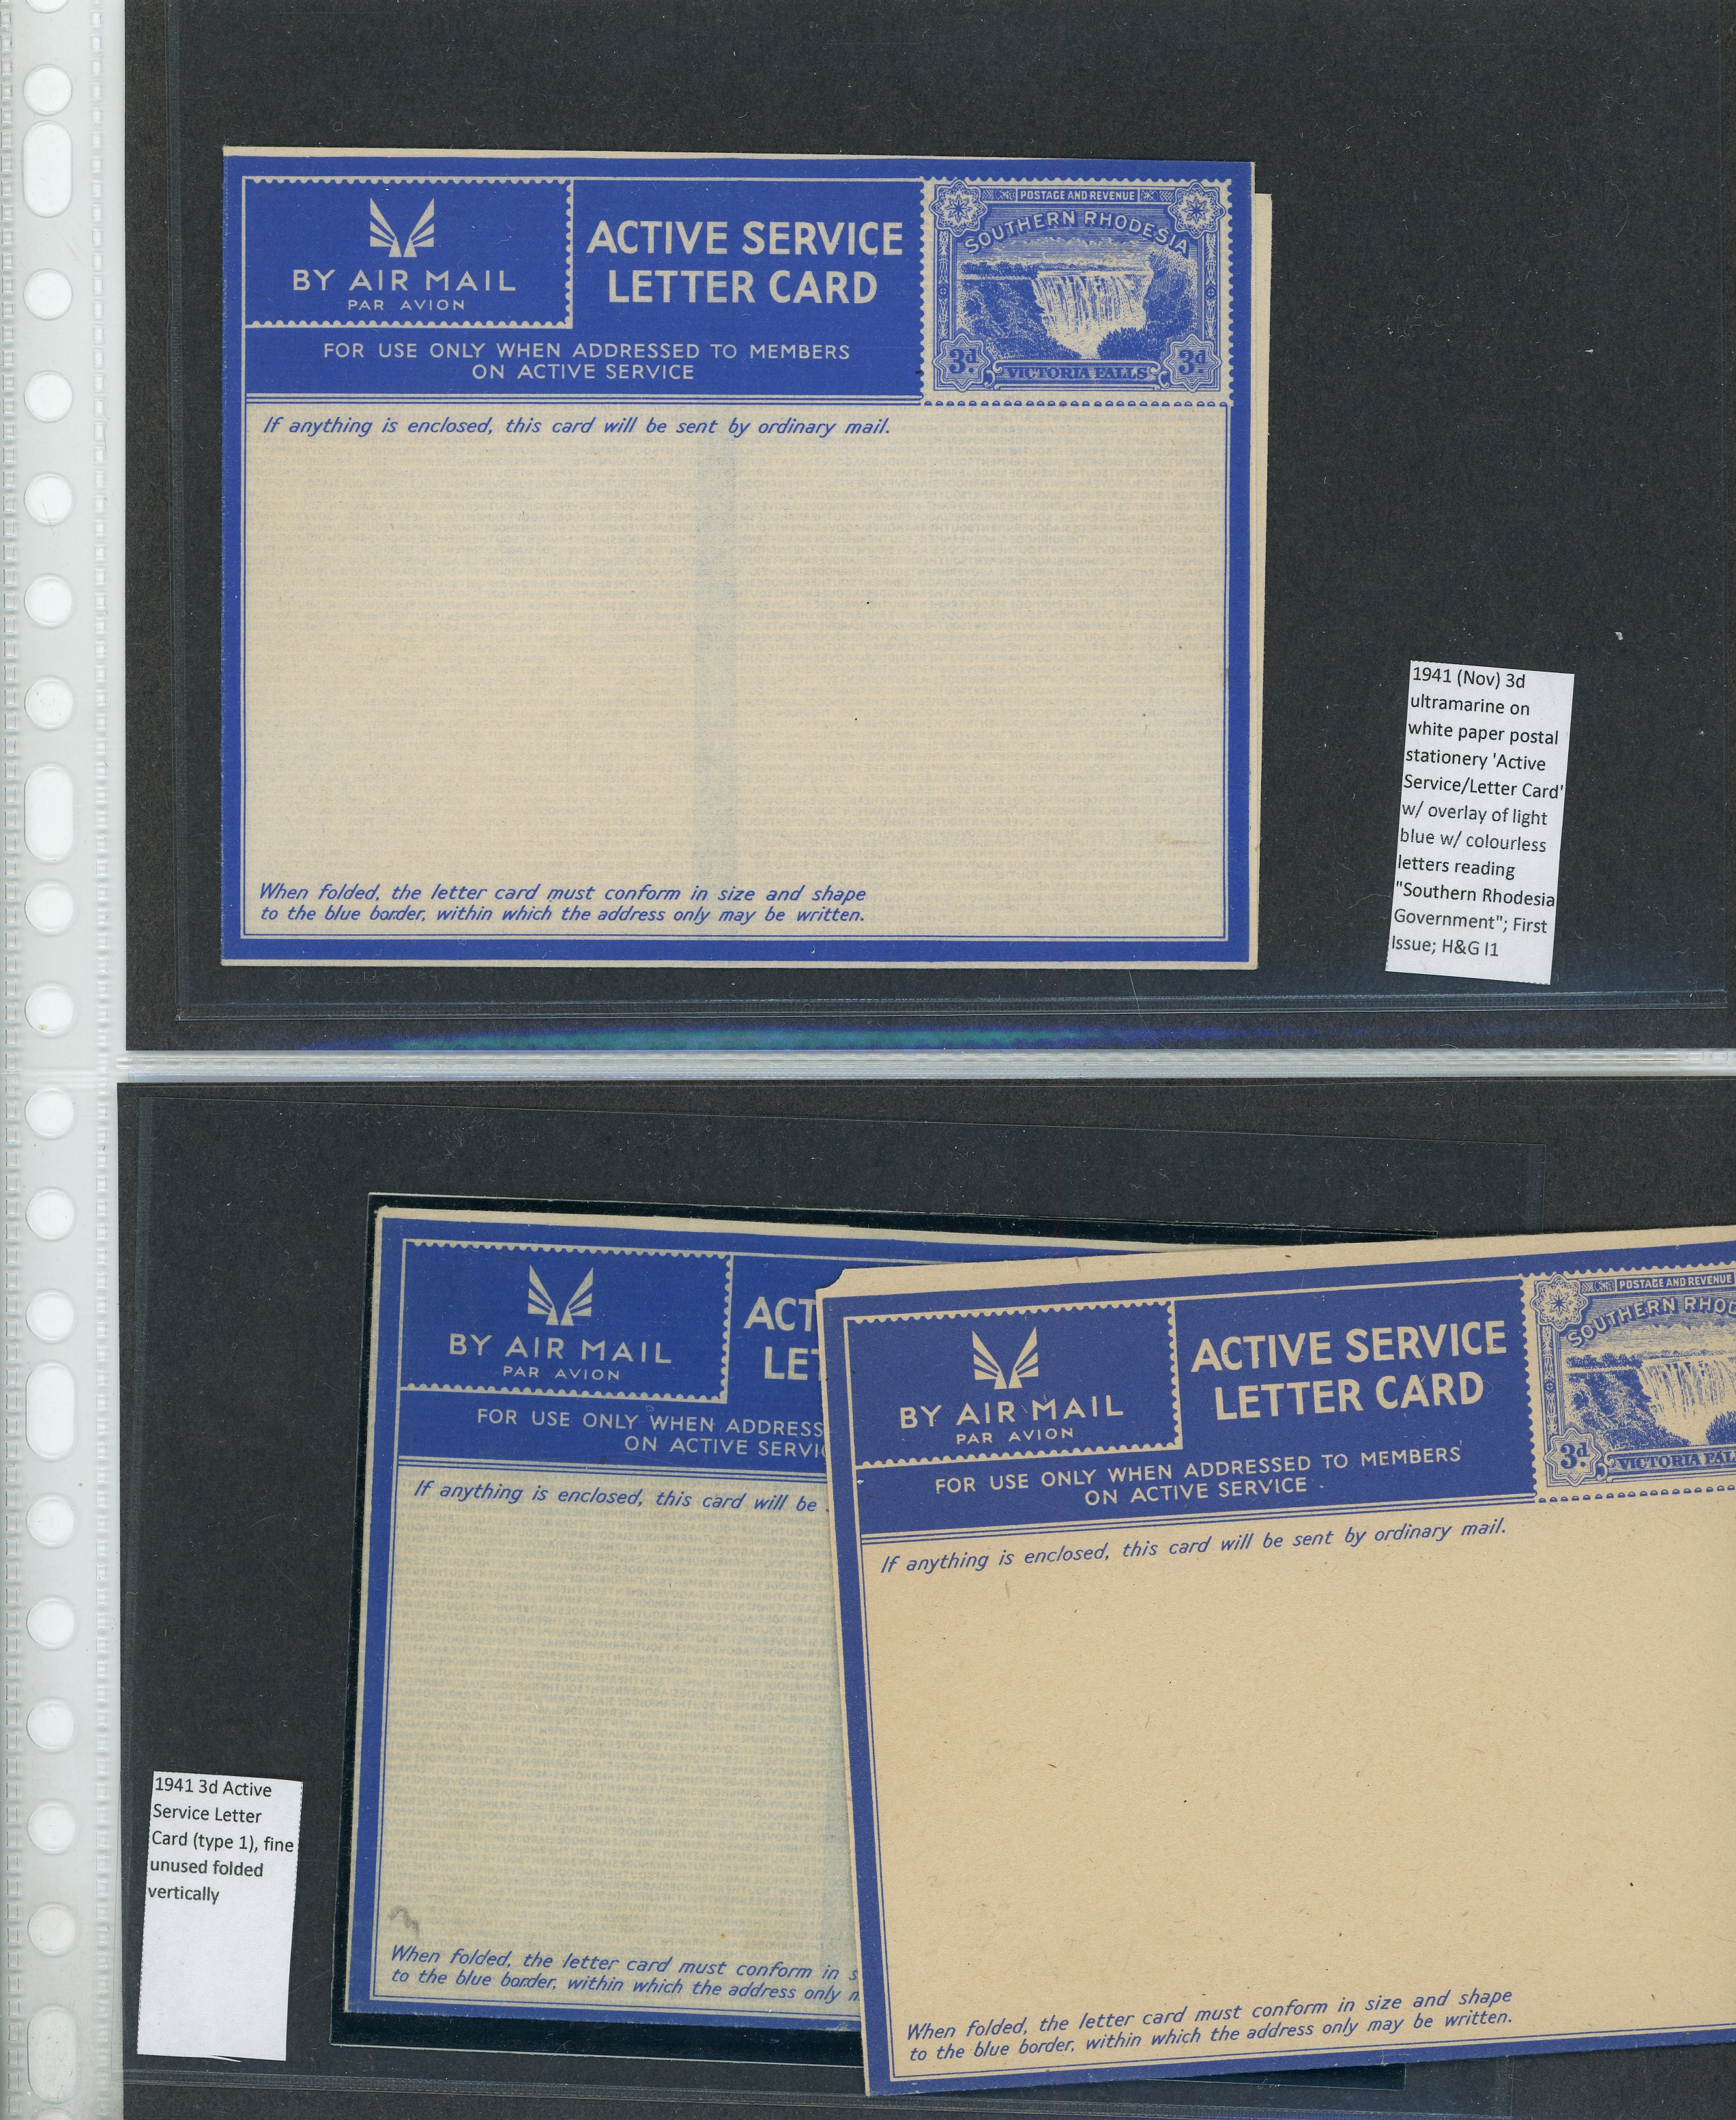 BY AIR MAIL
PAR AVION
ACTIVE SERVICE
LETTER CARD
FOR USE ONLY WHEN ADDRESSED TO MEMBERS
ON ACTIVE SERVICE
POSTAGE AND REVENUE
SOUTHERN RHODESIA
3d. 3d.
VICTORIA FALLS
If anything is enclosed, this card will be sent by ordinary mail.
When folded, the letter card must conform in size and shape
to the blue border, within which the address only may be written.
1941 (Nov) 3d
ultramarine on
white paper postal
stationery 'Active
Service/Letter Card'
w/ overlay of light
blue w/ colourless
letters reading
"Southern Rhodesia
Government"; First
Issue; H&G I1
BY AIR MAIL
PAR AVION
ACT
LET
FOR USE ONLY WHEN ADDRESS
ON ACTIVE SERVIC
If anything is enclosed, this card will be
3
When folded, the letter card must conform in s
to the blue border, within which the address only m
BY AIR MAIL
PAR AVION
ACTIVE SERVICE
LETTER CARD
FOR USE ONLY WHEN ADDRESSED TO MEMBERS
ON ACTIVE SERVICE
POSTAGE AND REVENUE
SOUTHERN RHOD
3d.
VICTORIA FAL
If anything is enclosed, this card will be sent by ordinary mail.
When folded, the letter card must conform in size and shape
to the blue border, within which the address only may be written.
1941 3d Active
Service Letter
Card (type 1), fine
unused folded
vertically